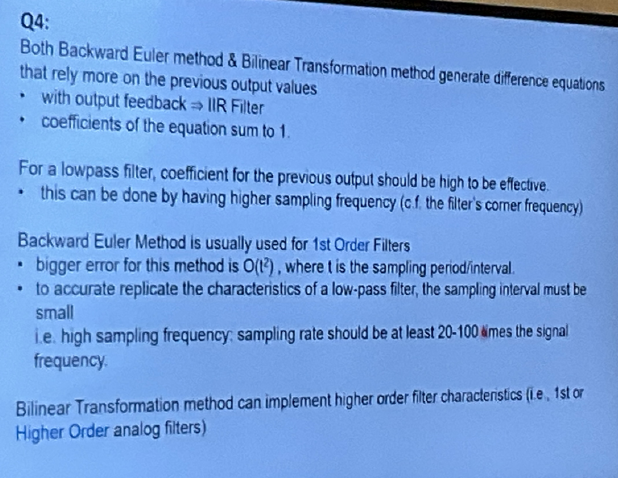 Q4:
Both Backward Euler method & Bilinear Transformation method generate difference equations
that rely more on the previous output values
• with output feedback ⇒ IIR Filter
• coefficients of the equation sum to 1.
For a lowpass filter, coefficient for the previous output should be high to be effective.
• this can be done by having higher sampling frequency (c.f. the filter's corner frequency)
Backward Euler Method is usually used for 1st Order Filters
• bigger error for this method is O(t²) , where t is the sampling period/interval.
• to accurate replicate the characteristics of a low-pass filter, the sampling interval must be
small
i.e. high sampling frequency: sampling rate should be at least 20-100 times the signal
frequency.
Bilinear Transformation method can implement higher order filter characteristics (i.e., 1st or
Higher Order analog filters)